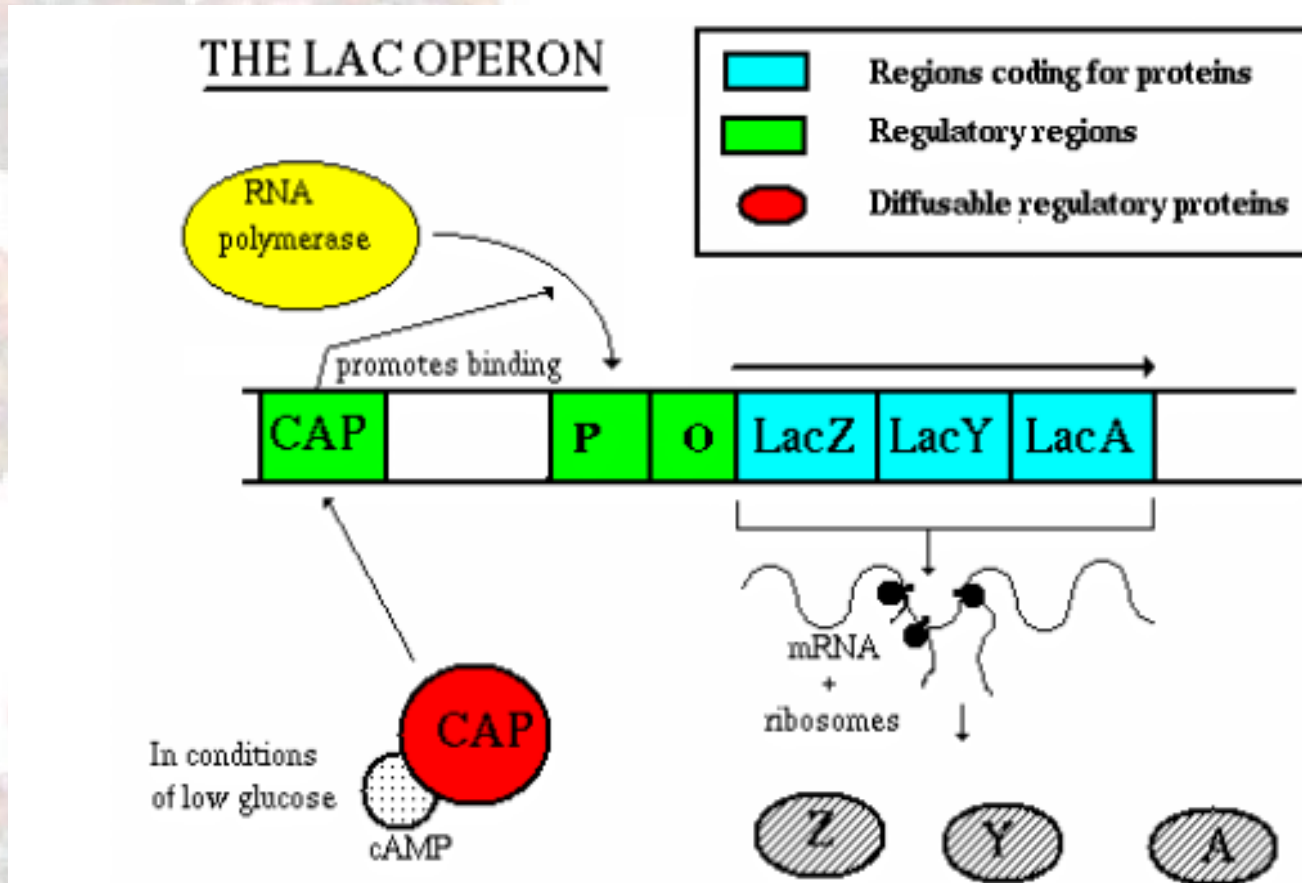 THE LAC OPERON
Regions coding for proteins
Regulatory regions
Diffusable regulatory proteins
RNA
polymerase
promotes binding
CAP
P
O
LacZ
LacY
LacA
mRNA
+
ribosomes
CAP
In conditions
of low glucose
cAMP
Z
Y
A